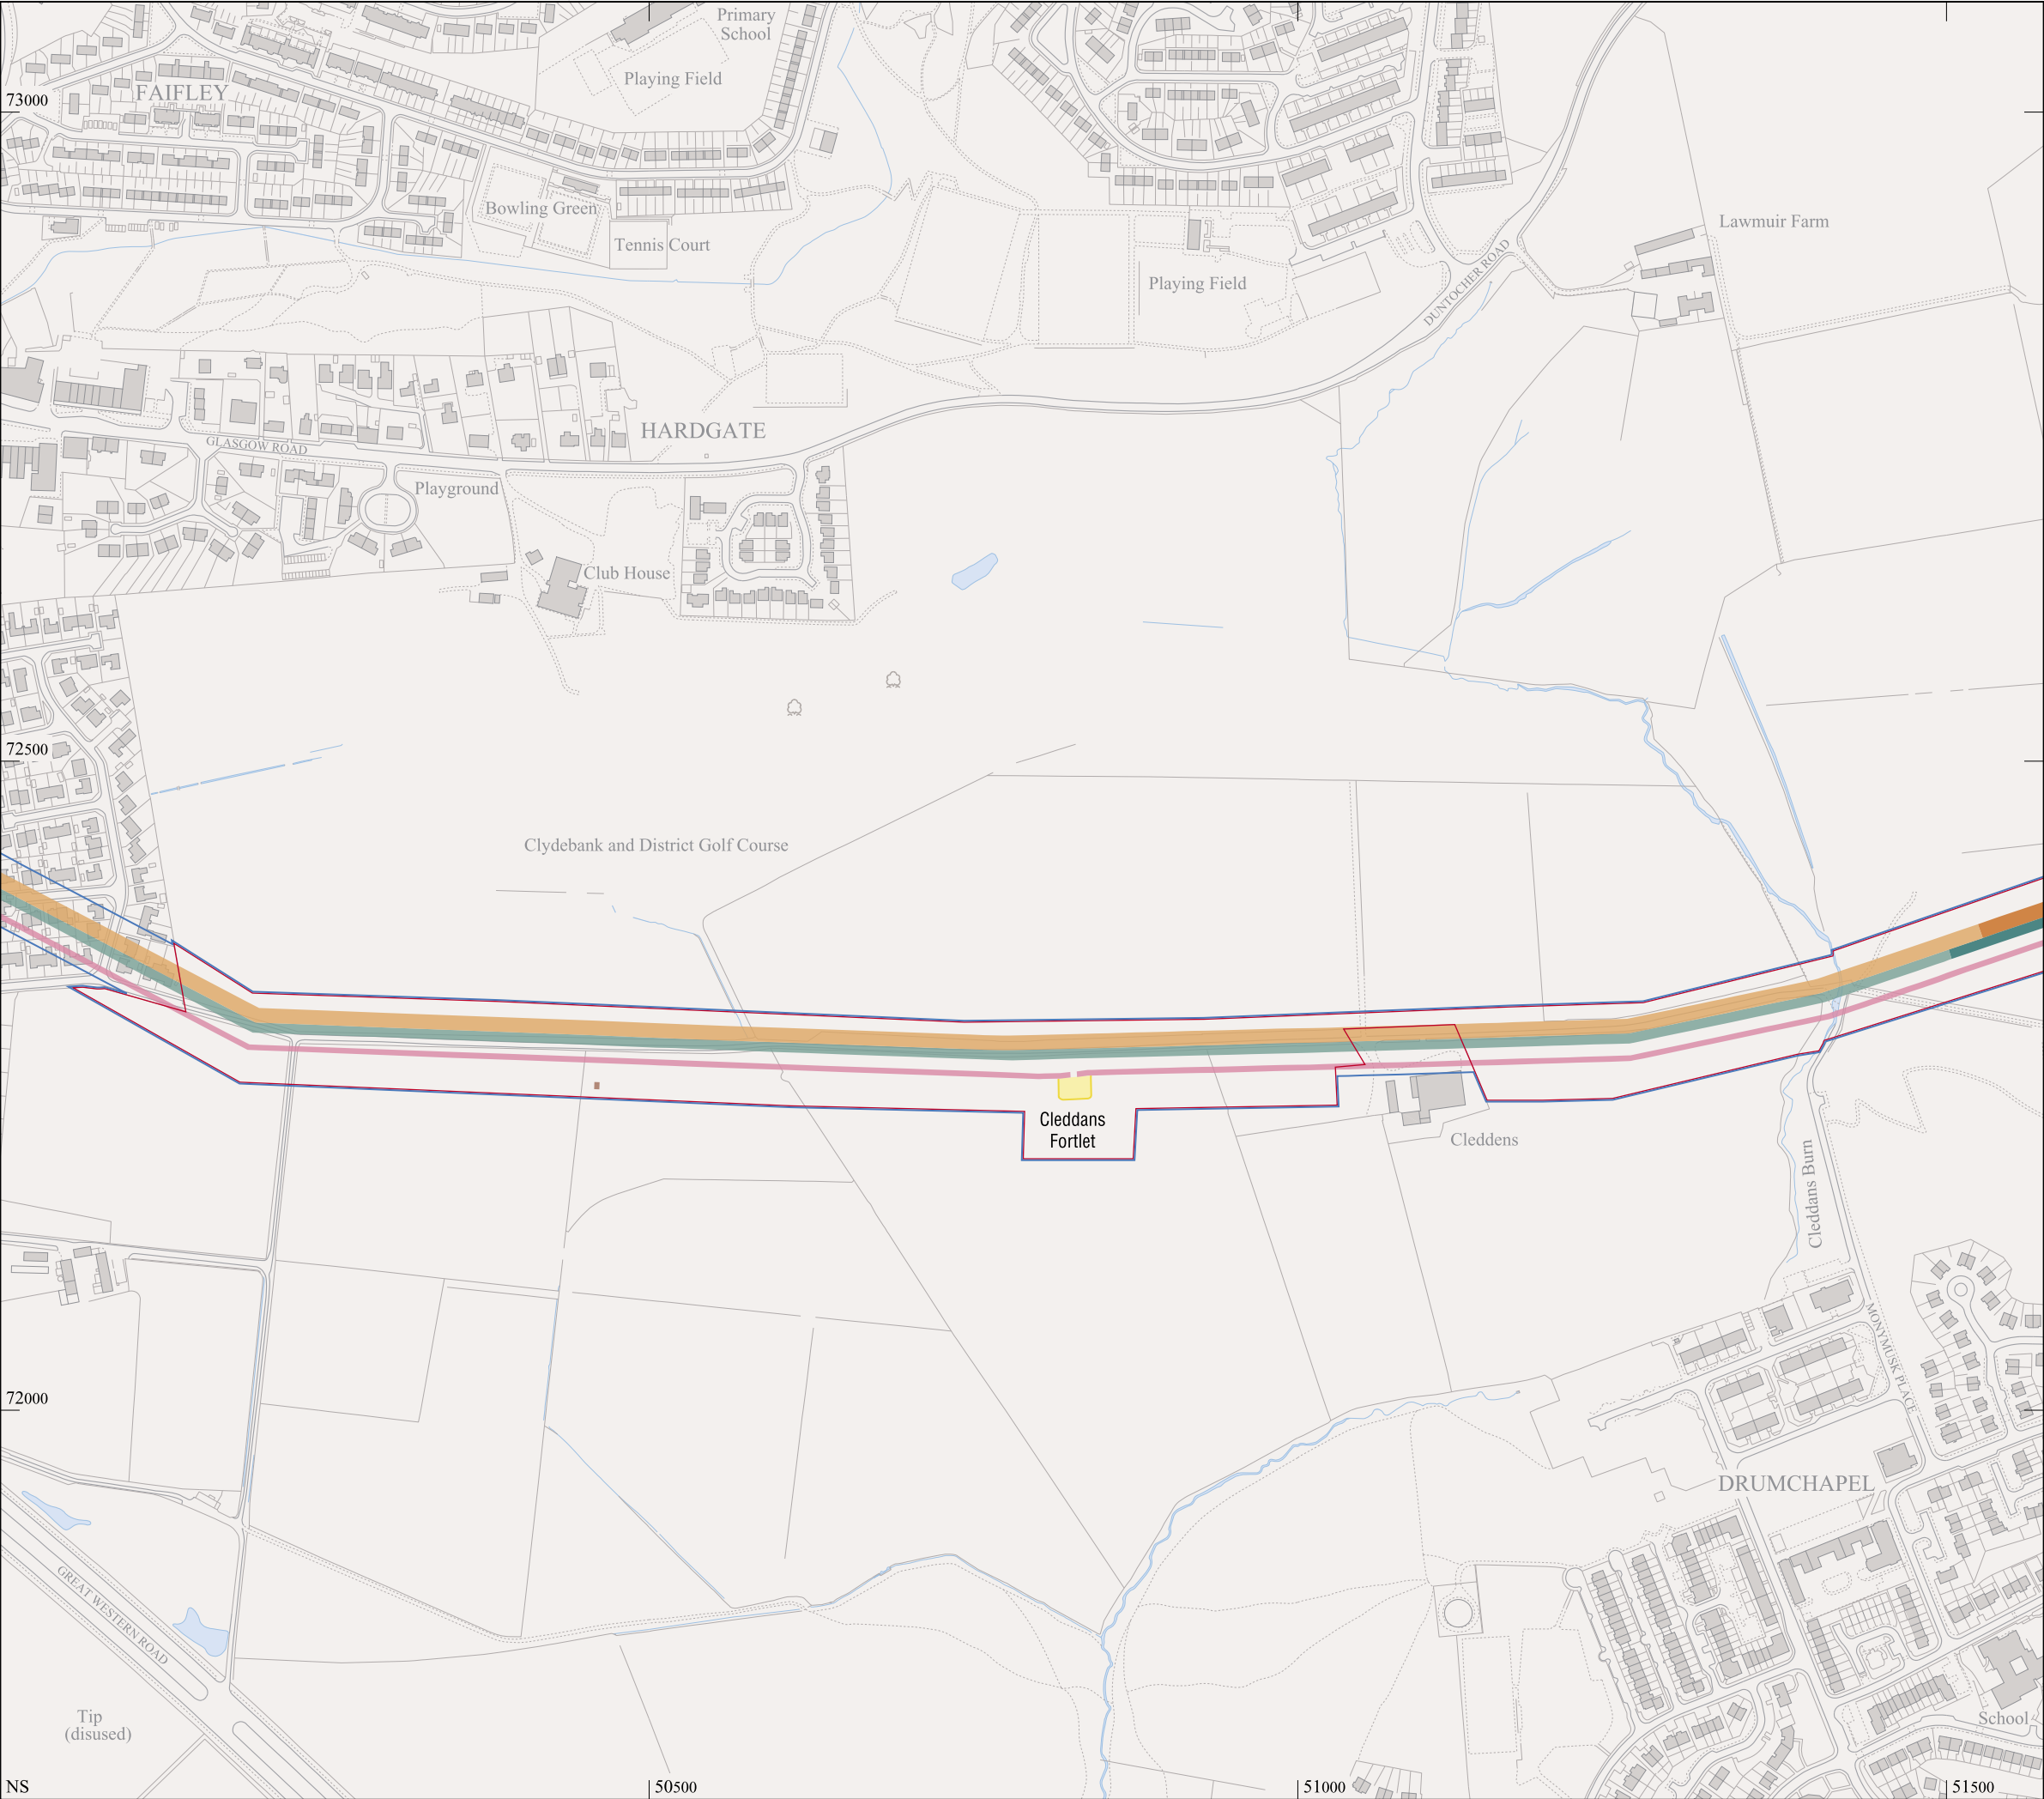 Primary
School
Playing Field
FAIFLEY
73000
Bowling Green
Tennis Court
Lawmuir Farm
Playing Field
DUNTOCHER ROAD
HARDGATE
GLASGOW ROAD
Playground
Club House
72500
Clydebank and District Golf Course
Cleddans
Fortlet
Cleddens
Cleddans Burn
MONYMUSK PLACE
72000
DRUMCHAPEL
GREAT WESTERN ROAD
Tip
(disused)
School
NS
50500
51000
51500